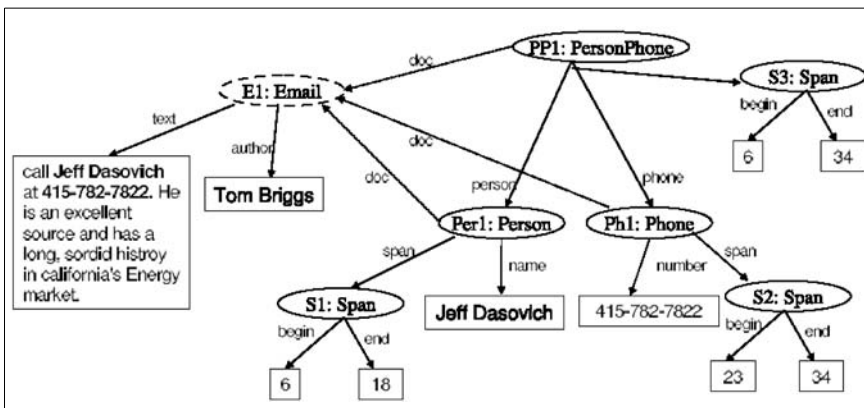 PP1: PersonPhone
doc
E1: Email
S3: Span
begin
end
text
author
doc
6
34
call Jeff Dasovich
at 415-782-7822. He
is an excellent
source and has a
long, sordid histroy
in california's Energy
market.
Tom Briggs
doc
person
phone
Per1: Person
Ph1: Phone
span
name
number
span
S1: Span
Jeff Dasovich
415-782-7822
S2: Span
begin
end
begin
end
6
18
23
34